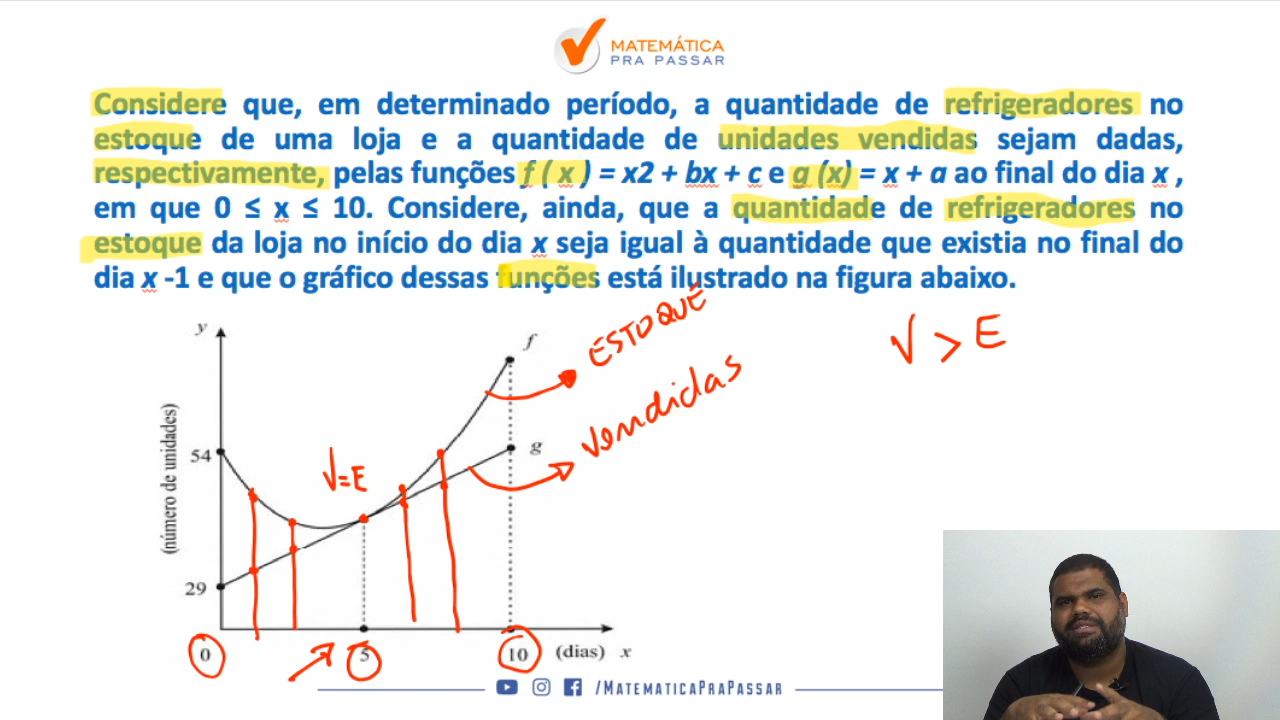 MATEMÁTICA
PRA PASSAR
Considere que, em determinado período, a quantidade de refrigeradores no
estoque de uma loja e a quantidade de unidades vendidas sejam dadas,
respectivamente, pelas funções f ( x ) = x2 + bx + c e g (x) = x + a ao final do dia x ,
em que 0 ≤ x ≤ 10. Considere, ainda, que a quantidade de refrigeradores no
estoque da loja no início do dia x seja igual à quantidade que existia no final do
dia x -1 e que o gráfico dessas funções está ilustrado na figura abaixo.
y
f
ESTOQUE
V > E
vendidas
(número de unidades)
54
g
V=E
29
0
5
10
(dias) x
/MatematicaPraPassar